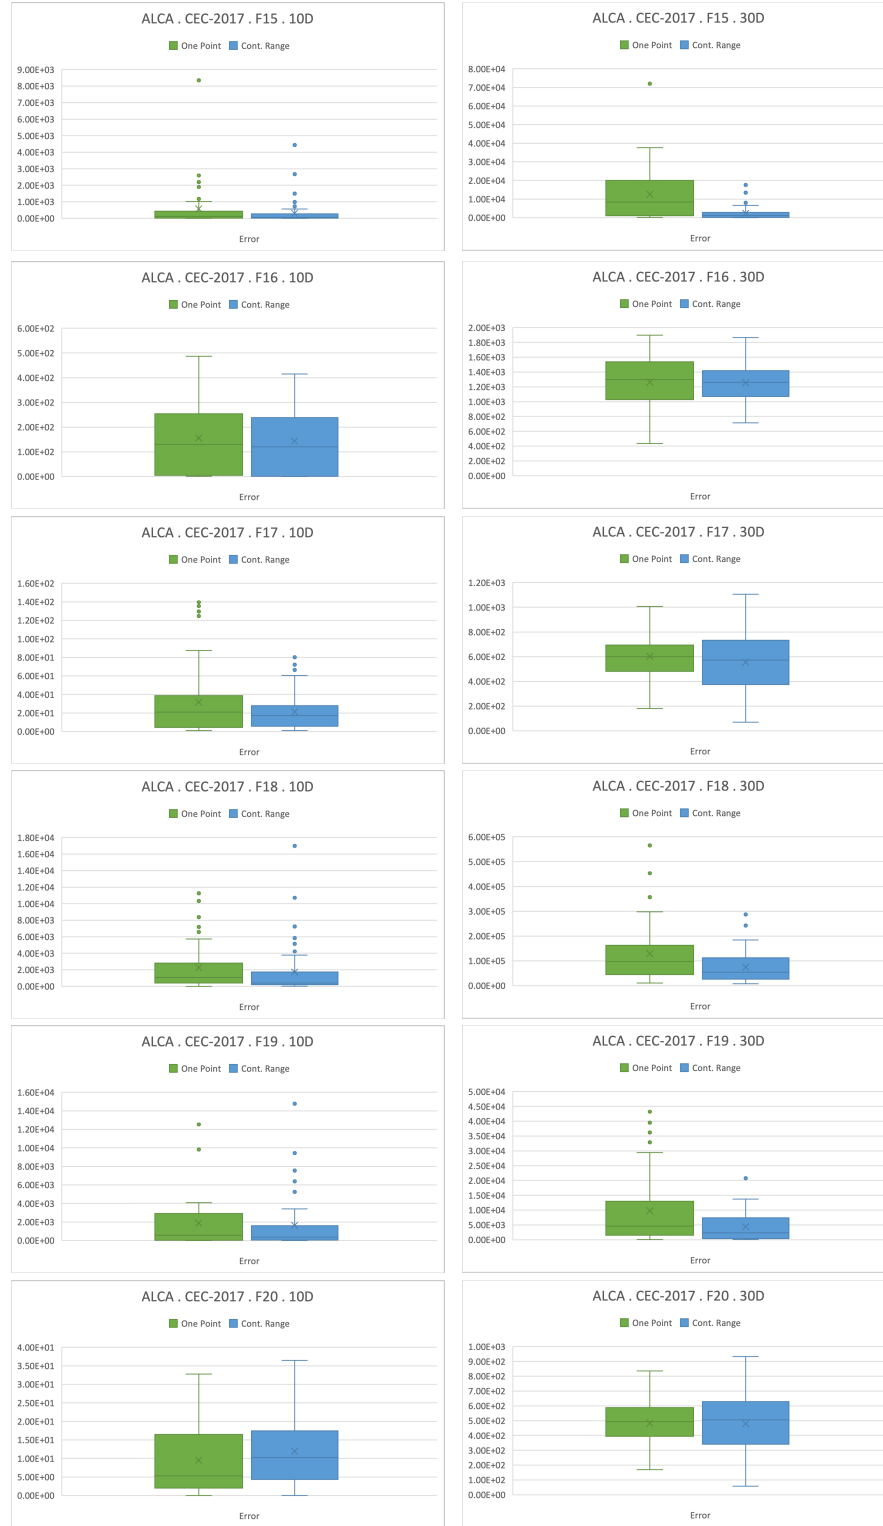 ALCA . CEC-2017 . F15 . 10D
One Point Cont. Range
9.00E+03
8.00E+03
7.00E+03
6.00E+03
5.00E+03
4.00E+03
3.00E+03
2.00E+03
1.00E+03
0.00E+00
Error
ALCA . CEC-2017 . F15 . 30D
One Point Cont. Range
8.00E+04
7.00E+04
6.00E+04
5.00E+04
4.00E+04
3.00E+04
2.00E+04
1.00E+04
0.00E+00
Error
ALCA . CEC-2017 . F16 . 10D
One Point Cont. Range
6.00E+02
5.00E+02
4.00E+02
3.00E+02
2.00E+02
1.00E+02
0.00E+00
Error
ALCA . CEC-2017 . F16 . 30D
One Point Cont. Range
2.00E+03
1.80E+03
1.60E+03
1.40E+03
1.20E+03
1.00E+03
8.00E+02
6.00E+02
4.00E+02
2.00E+02
0.00E+00
Error
ALCA . CEC-2017 . F17 . 10D
One Point Cont. Range
1.60E+02
1.40E+02
1.20E+02
1.00E+02
8.00E+01
6.00E+01
4.00E+01
2.00E+01
0.00E+00
Error
ALCA . CEC-2017 . F17 . 30D
One Point Cont. Range
1.20E+03
1.00E+03
8.00E+02
6.00E+02
4.00E+02
2.00E+02
0.00E+00
Error
ALCA . CEC-2017 . F18 . 10D
One Point Cont. Range
1.80E+04
1.60E+04
1.40E+04
1.20E+04
1.00E+04
8.00E+03
6.00E+03
4.00E+03
2.00E+03
0.00E+00
Error
ALCA . CEC-2017 . F18 . 30D
One Point Cont. Range
6.00E+05
5.00E+05
4.00E+05
3.00E+05
2.00E+05
1.00E+05
0.00E+00
Error
ALCA . CEC-2017 . F19 . 10D
One Point Cont. Range
1.60E+04
1.40E+04
1.20E+04
1.00E+04
8.00E+03
6.00E+03
4.00E+03
2.00E+03
0.00E+00
Error
ALCA . CEC-2017 . F19 . 30D
One Point Cont. Range
5.00E+04
4.50E+04
4.00E+04
3.50E+04
3.00E+04
2.50E+04
2.00E+04
1.50E+04
1.00E+04
5.00E+03
0.00E+00
Error
ALCA . CEC-2017 . F20 . 10D
One Point Cont. Range
4.00E+01
3.50E+01
3.00E+01
2.50E+01
2.00E+01
1.50E+01
1.00E+01
5.00E+00
0.00E+00
Error
ALCA . CEC-2017 . F20 . 30D
One Point Cont. Range
1.00E+03
9.00E+02
8.00E+02
7.00E+02
6.00E+02
5.00E+02
4.00E+02
3.00E+02
2.00E+02
1.00E+02
0.00E+00
Error